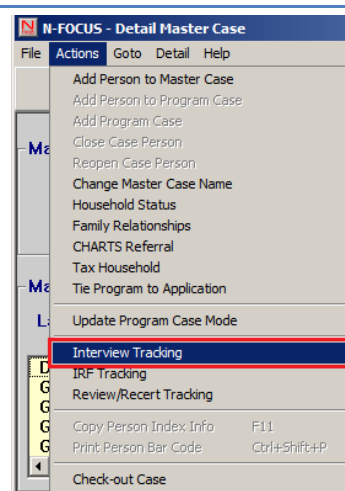 N-FOCUS - Detail Master Case
File Actions Goto Detail Help
Add Person to Master Case
Add Person to Program Case
Add Program Case
Close Case Person
Reopen Case Person
Change Master Case Name
Household Status
Family Relationships
CHARTS Referral
Tax Household
Tie Program to Application
Update Program Case Mode
Interview Tracking
IRF Tracking
Review/Recert Tracking
Copy Person Index Info F11
Print Person Bar Code Ctrl+Shift+P
Check-out Case
Ma
Ma
D
G
G
G